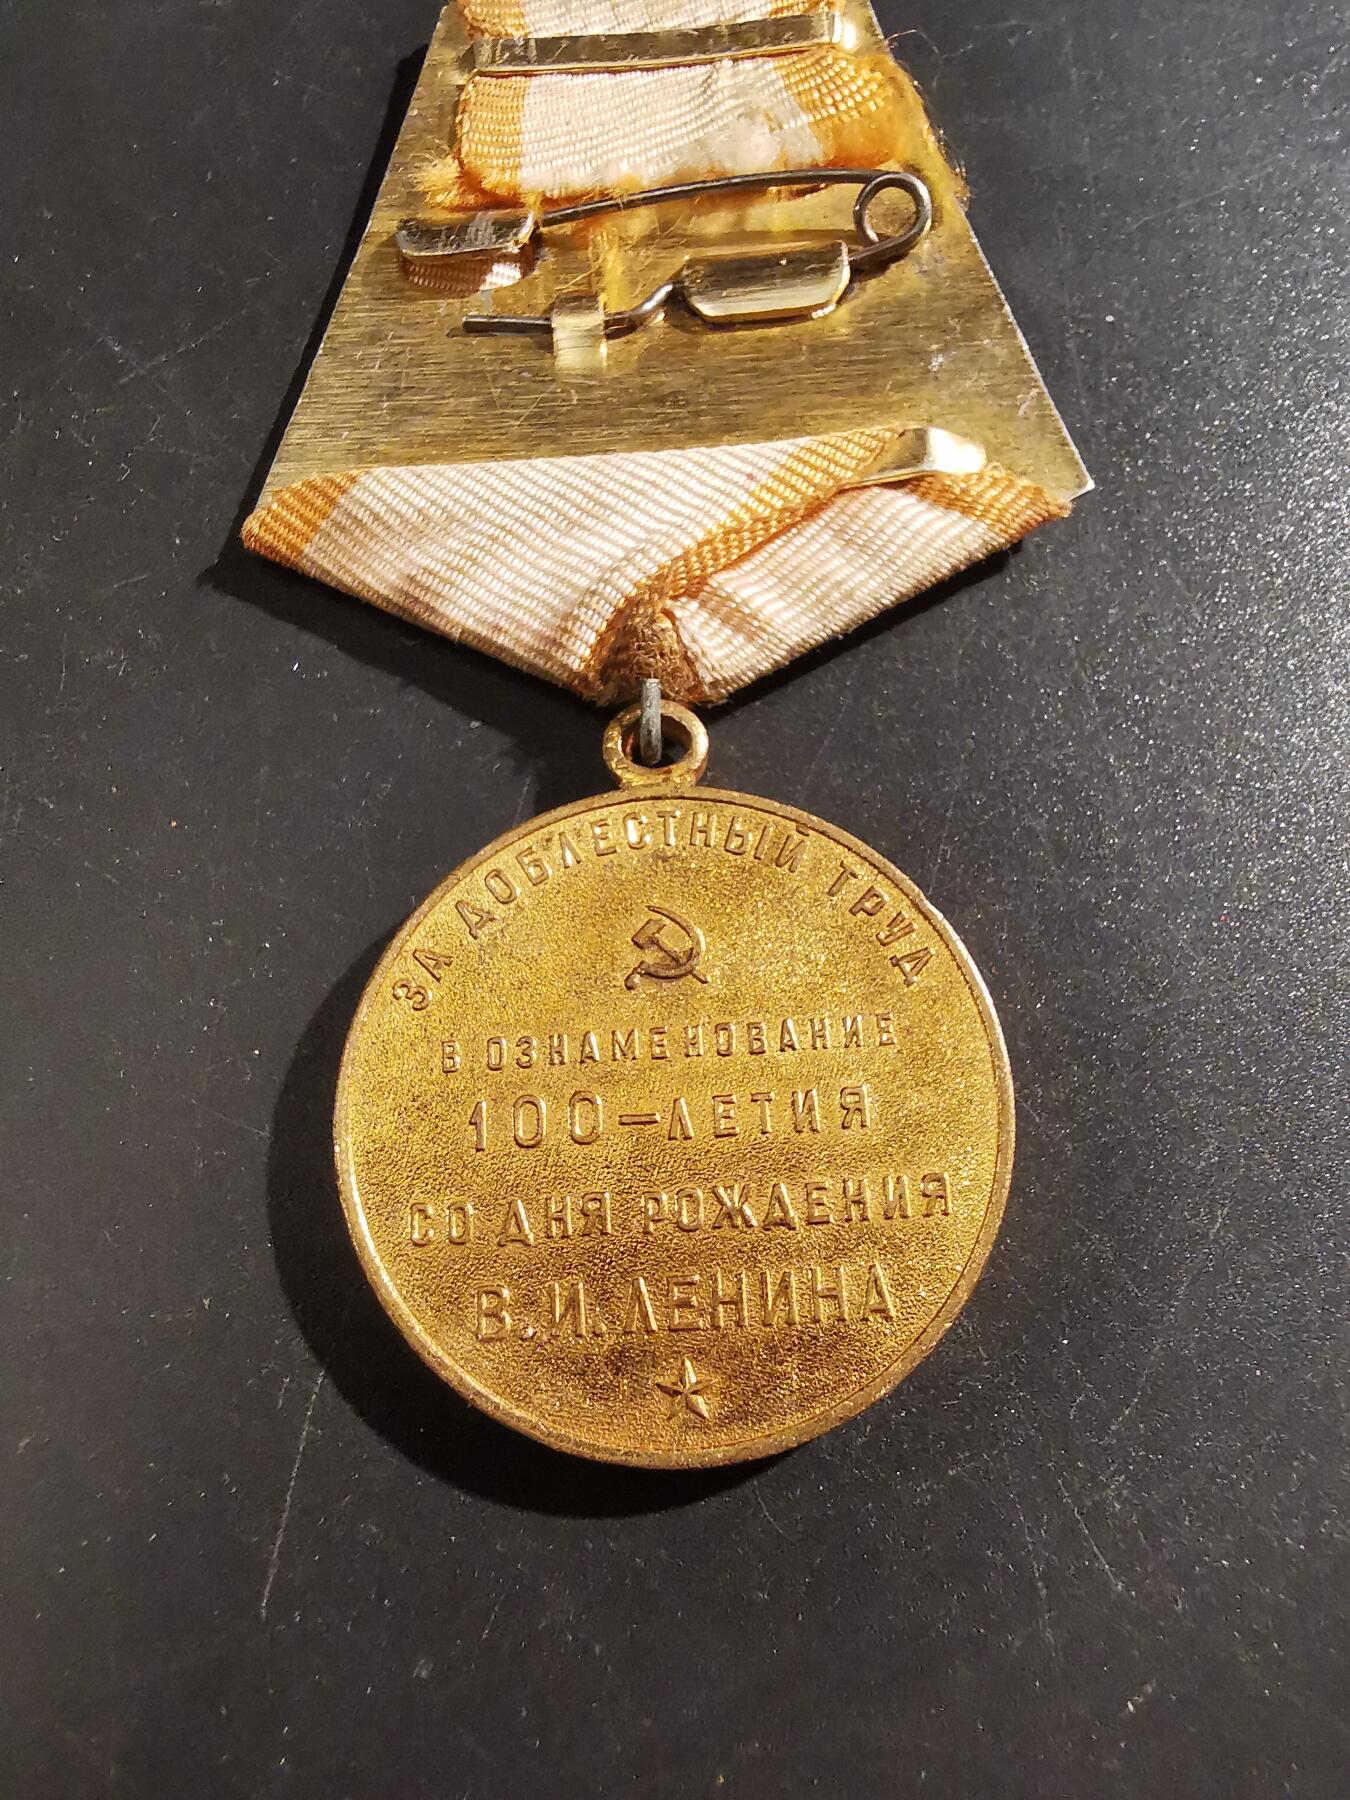 ЗА ДОБЛЕСТНЫЙ ТРУД
В ОЗНАМЕНОВАНИЕ
100-ЛЕТИЯ
СО ДНЯ РОЖДЕНИЯ
В.И.ЛЕНИНА